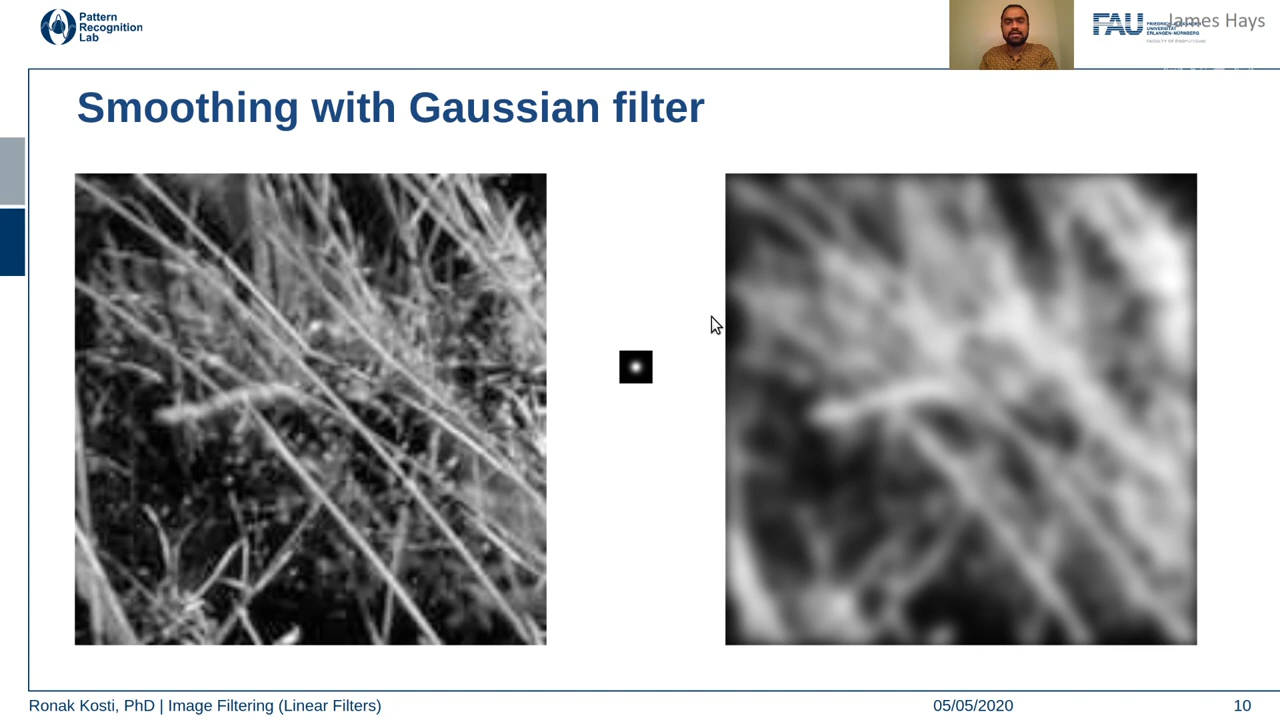 Pattern
Recognition
Lab
FAU
James Hays
Smoothing with Gaussian filter
Ronak Kosti, PhD | Image Filtering (Linear Filters)
05/05/2020
10